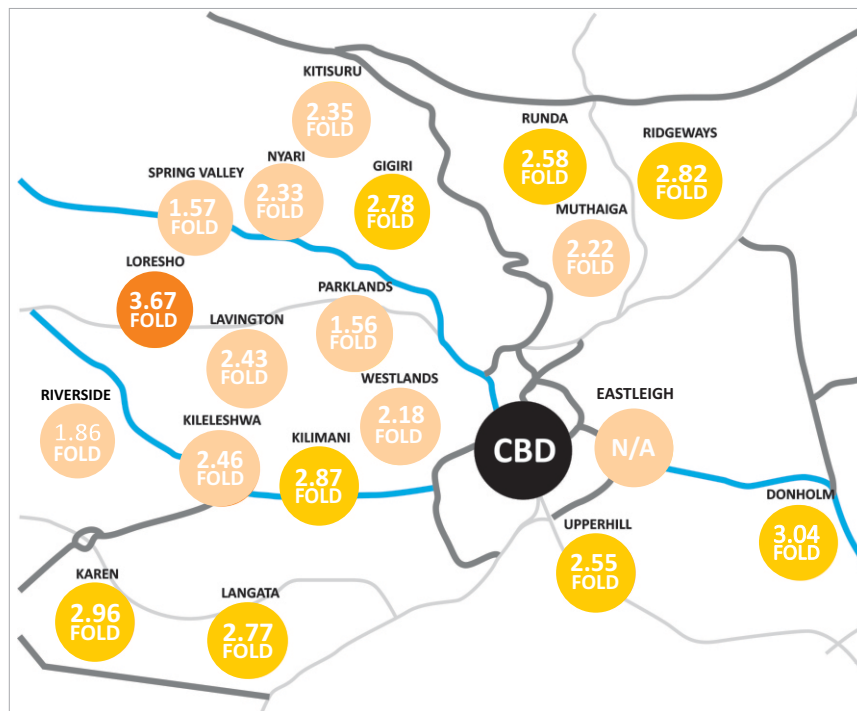 KITISURU
2.35
FOLD
RUNDA
2.58
FOLD
RIDGEWAYS
2.82
FOLD
NYARI
2.33
FOLD
GIGIRI
2.78
FOLD
SPRING VALLEY
1.57
FOLD
MUTHAIGA
2.22
FOLD
LORESHO
3.67
FOLD
PARKLANDS
1.56
FOLD
LAVINGTON
2.43
FOLD
WESTLANDS
2.18
FOLD
RIVERSIDE
1.86
FOLD
KILELESHWA
2.46
FOLD
KILIMANI
2.87
FOLD
CBD
EASTLEIGH
N/A
DONHOLM
3.04
FOLD
UPPERHILL
2.55
FOLD
KAREN
2.96
FOLD
LANGATA
2.77
FOLD